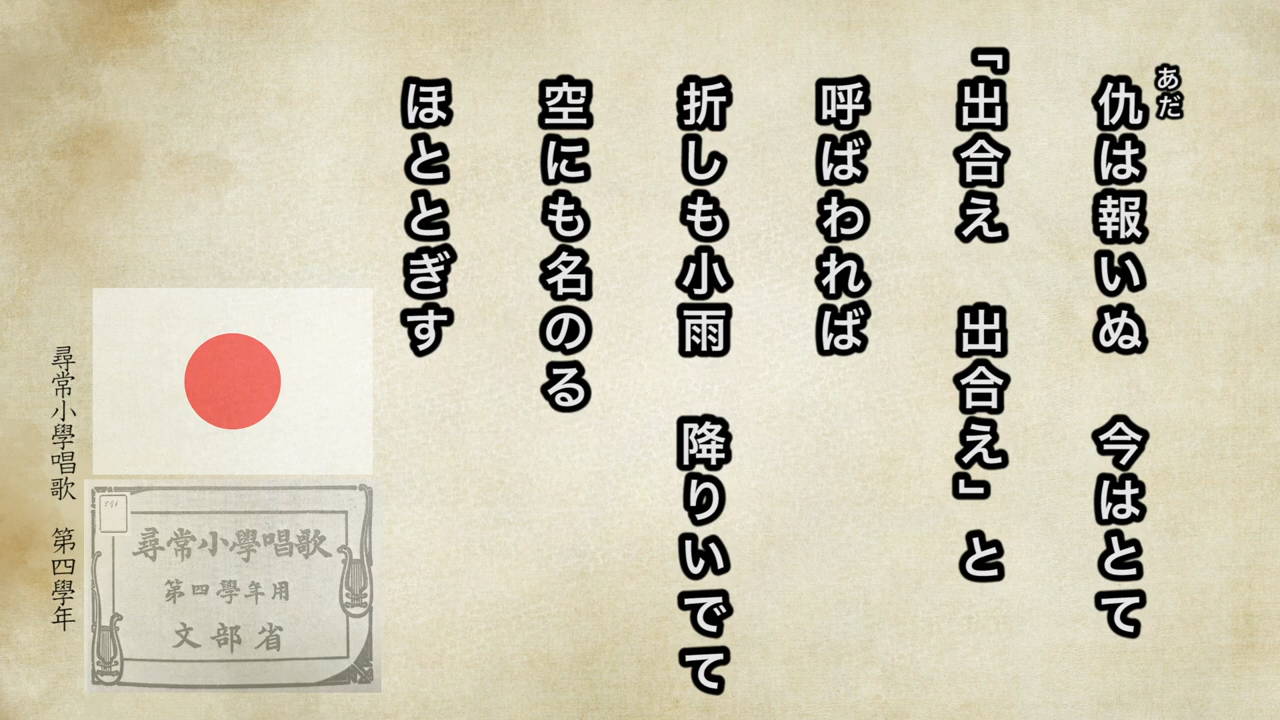 あだ
仇は報いぬ　今はとて
『出合え　出合え』と
呼ばわれば
折しも小雨　降りいでて
空にも名のる
ほととぎす
尋常小學唱歌　第四學年
尋常小學唱歌
第四學年用
文部省